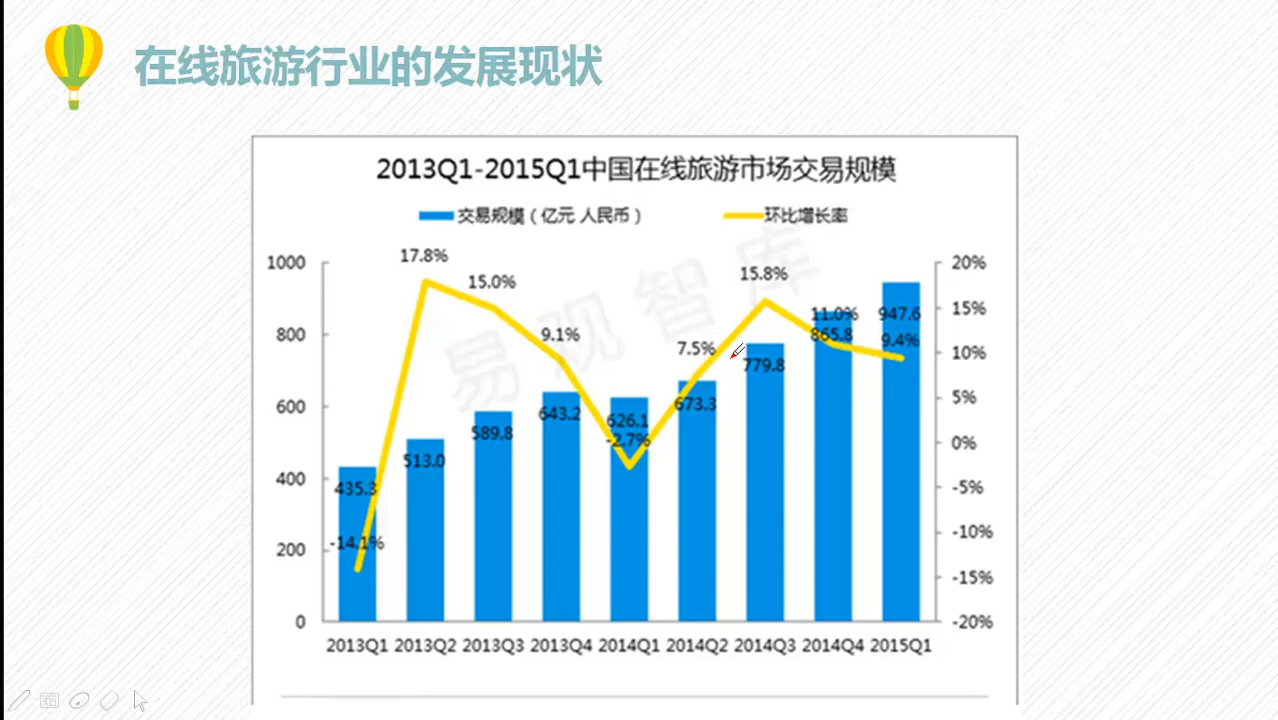 在线旅游行业的发展现状
2013Q1-2015Q1中国在线旅游市场交易规模
交易规模（亿元 人民币） 环比增长率
易观智库
1000 800 600 400 200 0
20% 15% 10% 5% 0% -5% -10% -15% -20%
-14.1% 17.8% 15.0% 9.1% -2.7% 7.5% 15.8% 11.0% 9.4%
435.3 513.0 589.8 643.2 626.1 673.3 779.8 865.8 947.6
2013Q1 2013Q2 2013Q3 2013Q4 2014Q1 2014Q2 2014Q3 2014Q4 2015Q1